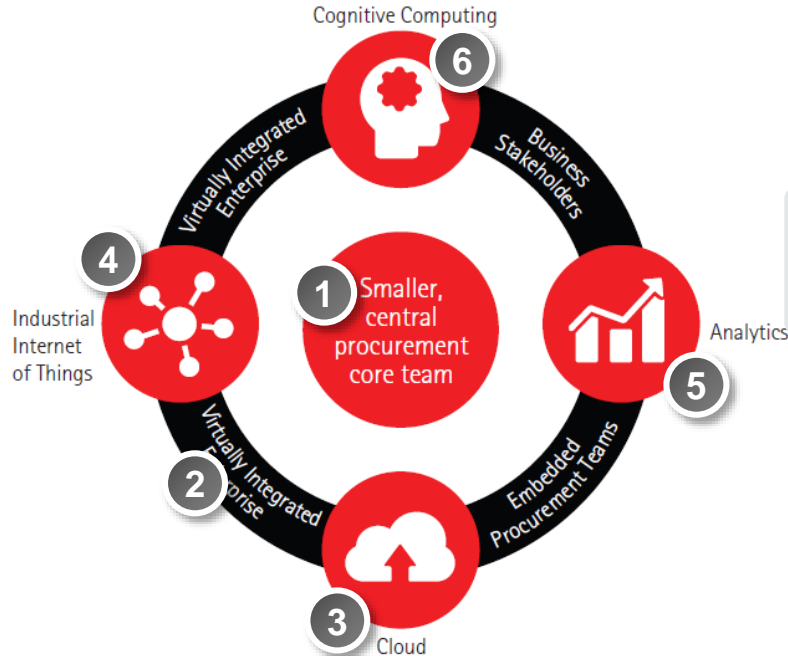 Cognitive Computing
6
Virtually Integrated
Enterprise
Business
Stakeholders
4
1
Smaller,
central
procurement
core team
Industrial
Internet
of Things
Analytics
5
Virtually Integrated
2
Embedded
Procurement Teams
3
Cloud